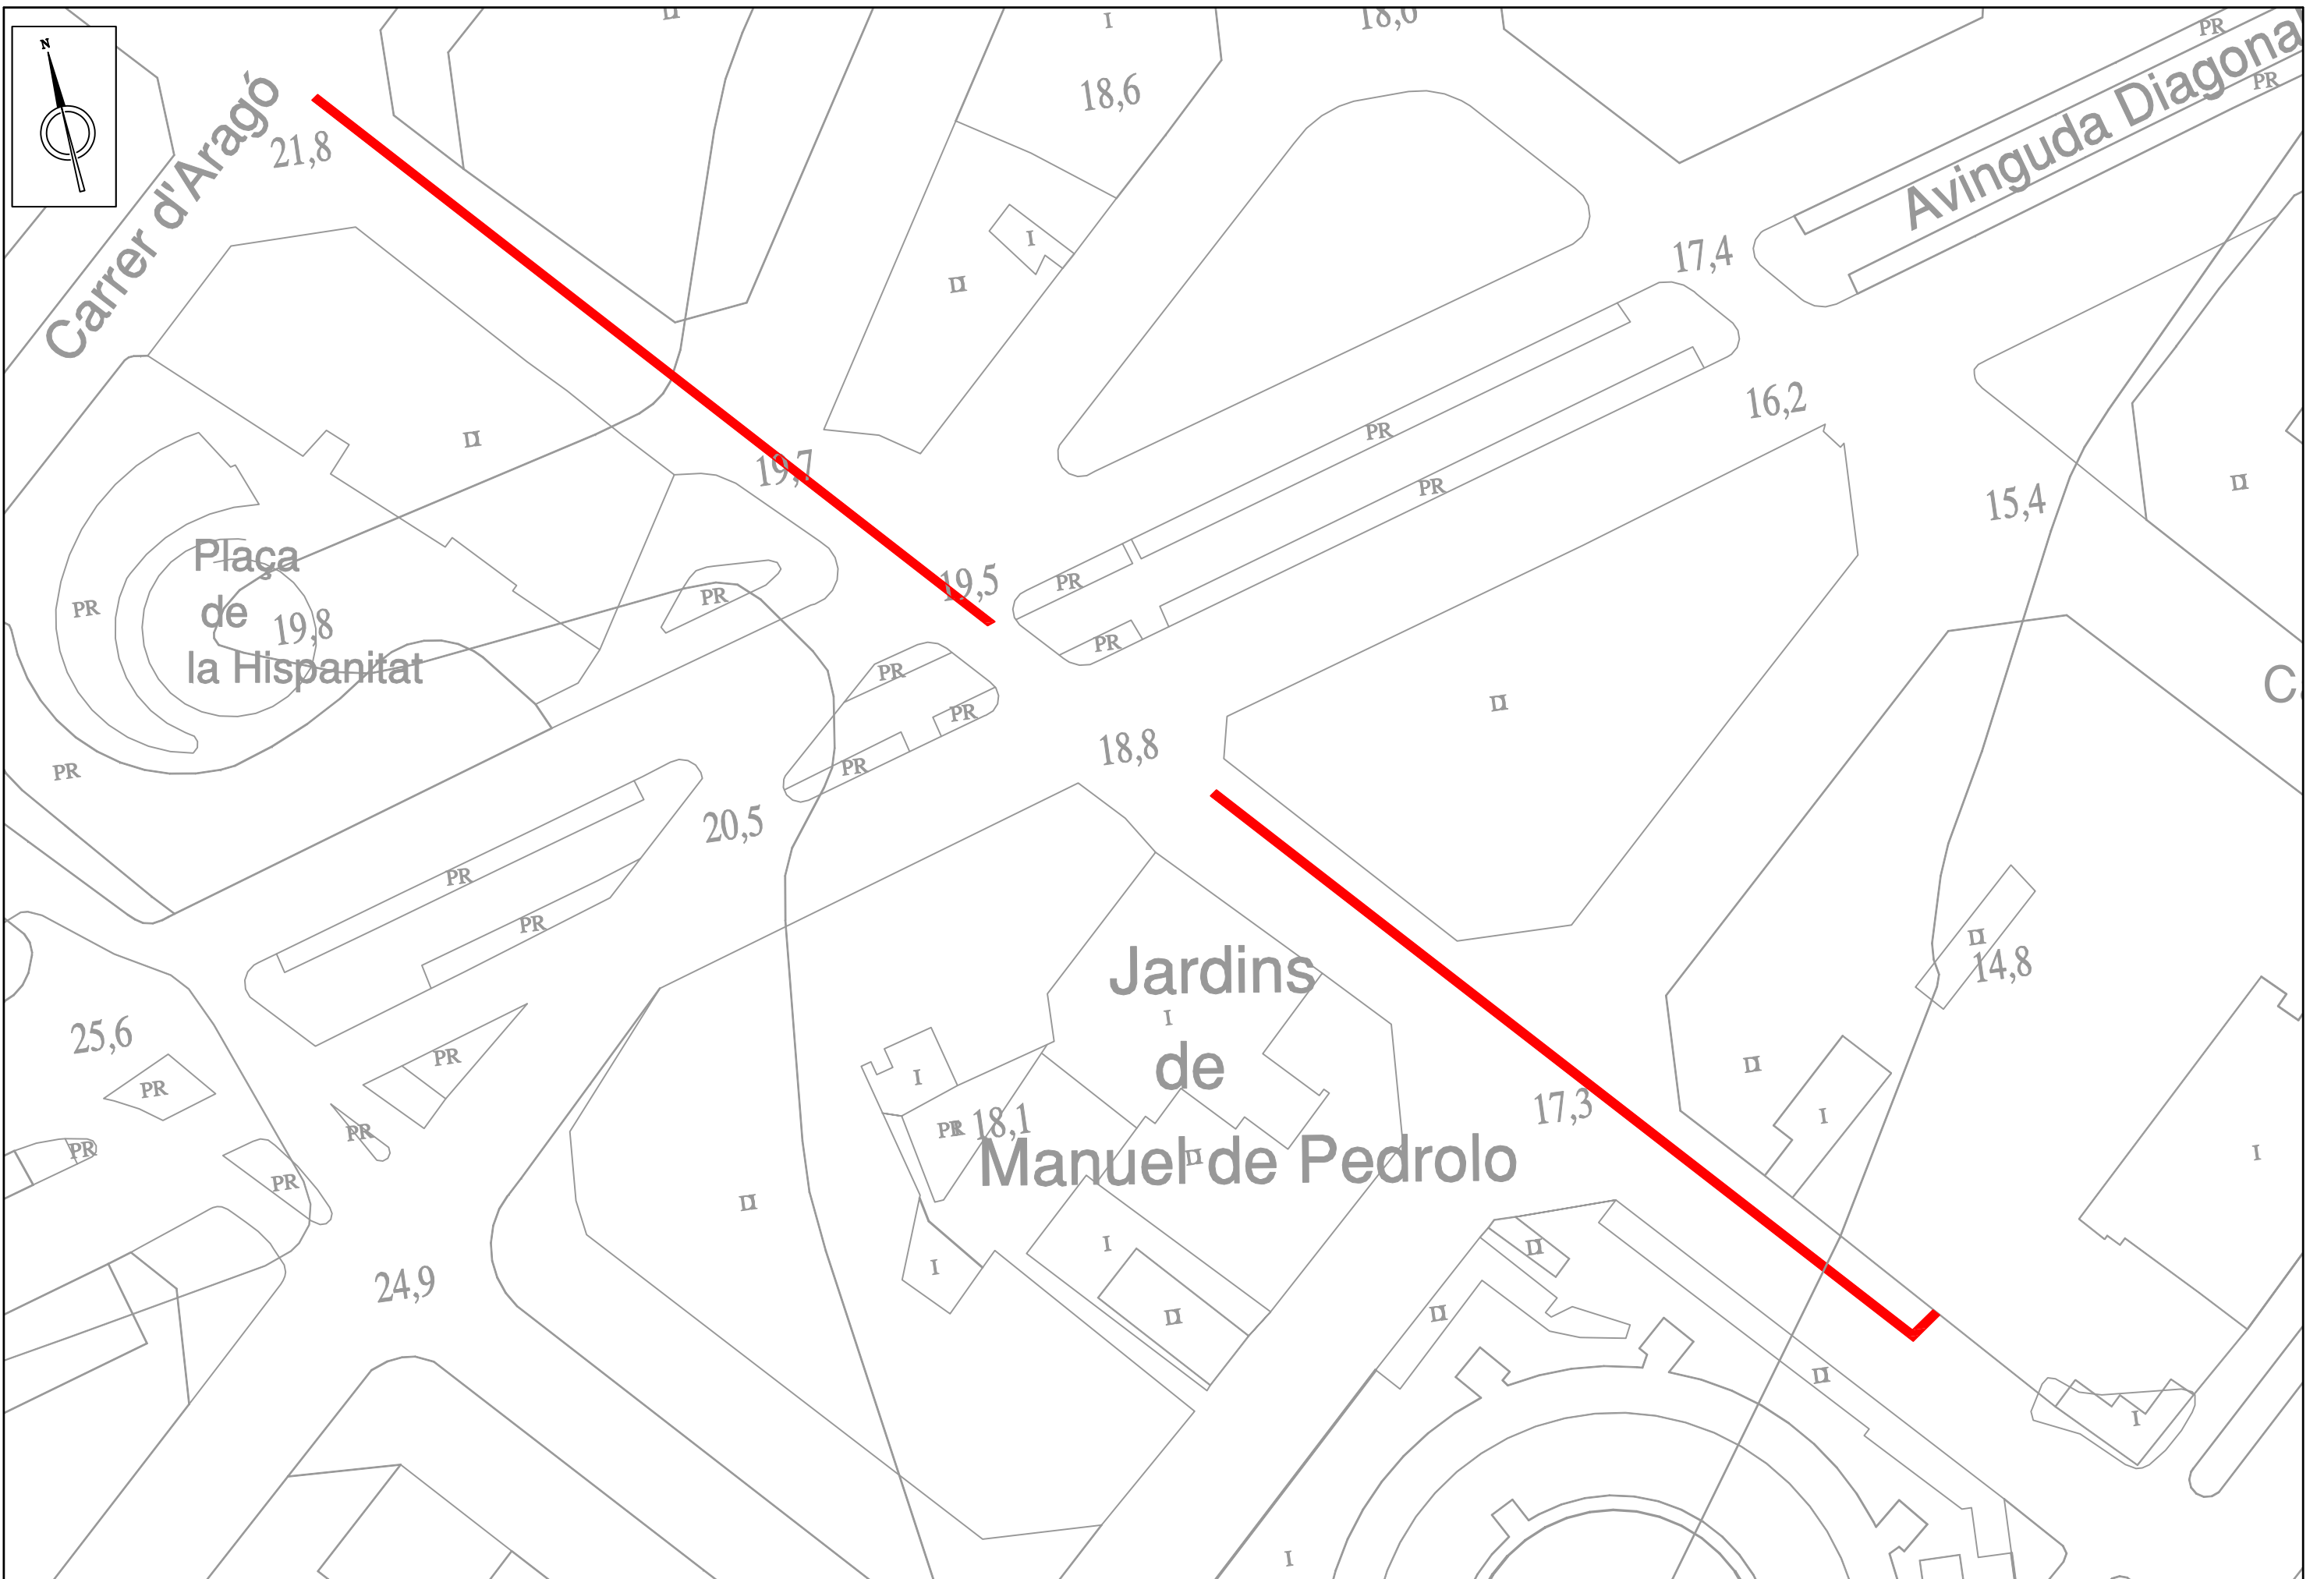 N
I
PR
18,6
Avinguda Diagona
PR
Carrer d'Aragó
21,8
I
17,4
16,2
PR
19,7
PR
15,4
Plaça
de
la Hispanitat
19,8
PR
PR
19,5
PR
PR
PR
PR
PR
18,8
PR
20,5
PR
PR
C
Jardins
de
Manuel de Pedrolo
I
14,8
25,6
PR
PR
PR
PR
PR
I
18,1
17,3
I
I
24,9
I
I
I
I